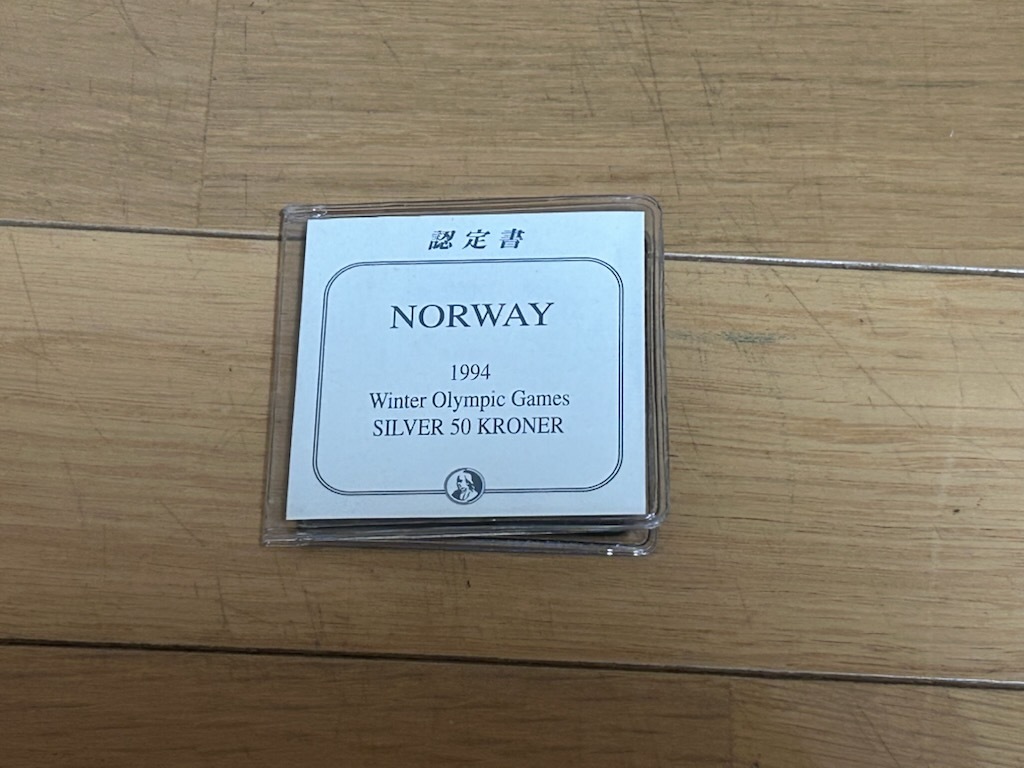 認定書
NORWAY
1994
Winter Olympic Games
SILVER 50 KRONER